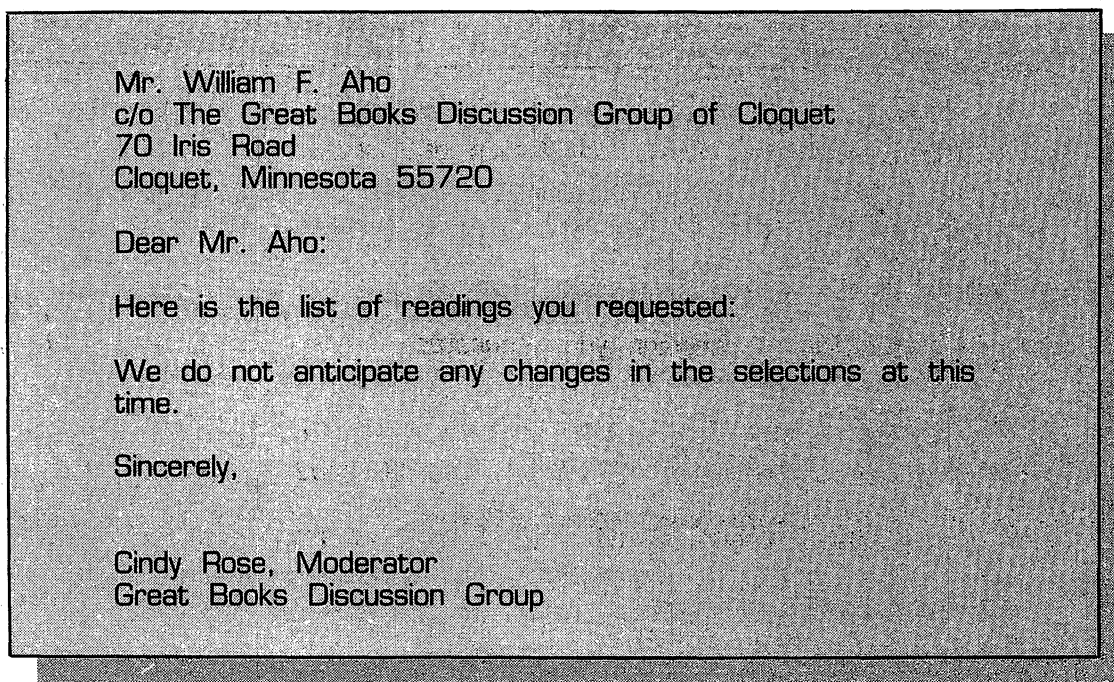 Mr. William F. Aho
c/o The Great Books Discussion Group of Cloquet
70 Iris Road
Cloquet, Minnesota 55720
Dear Mr. Aho:
Here is the list of readings you requested:
We do not anticipate any changes in the selections at this
time.
Sincerely,
Cindy Rose, Moderator
Great Books Discussion Group